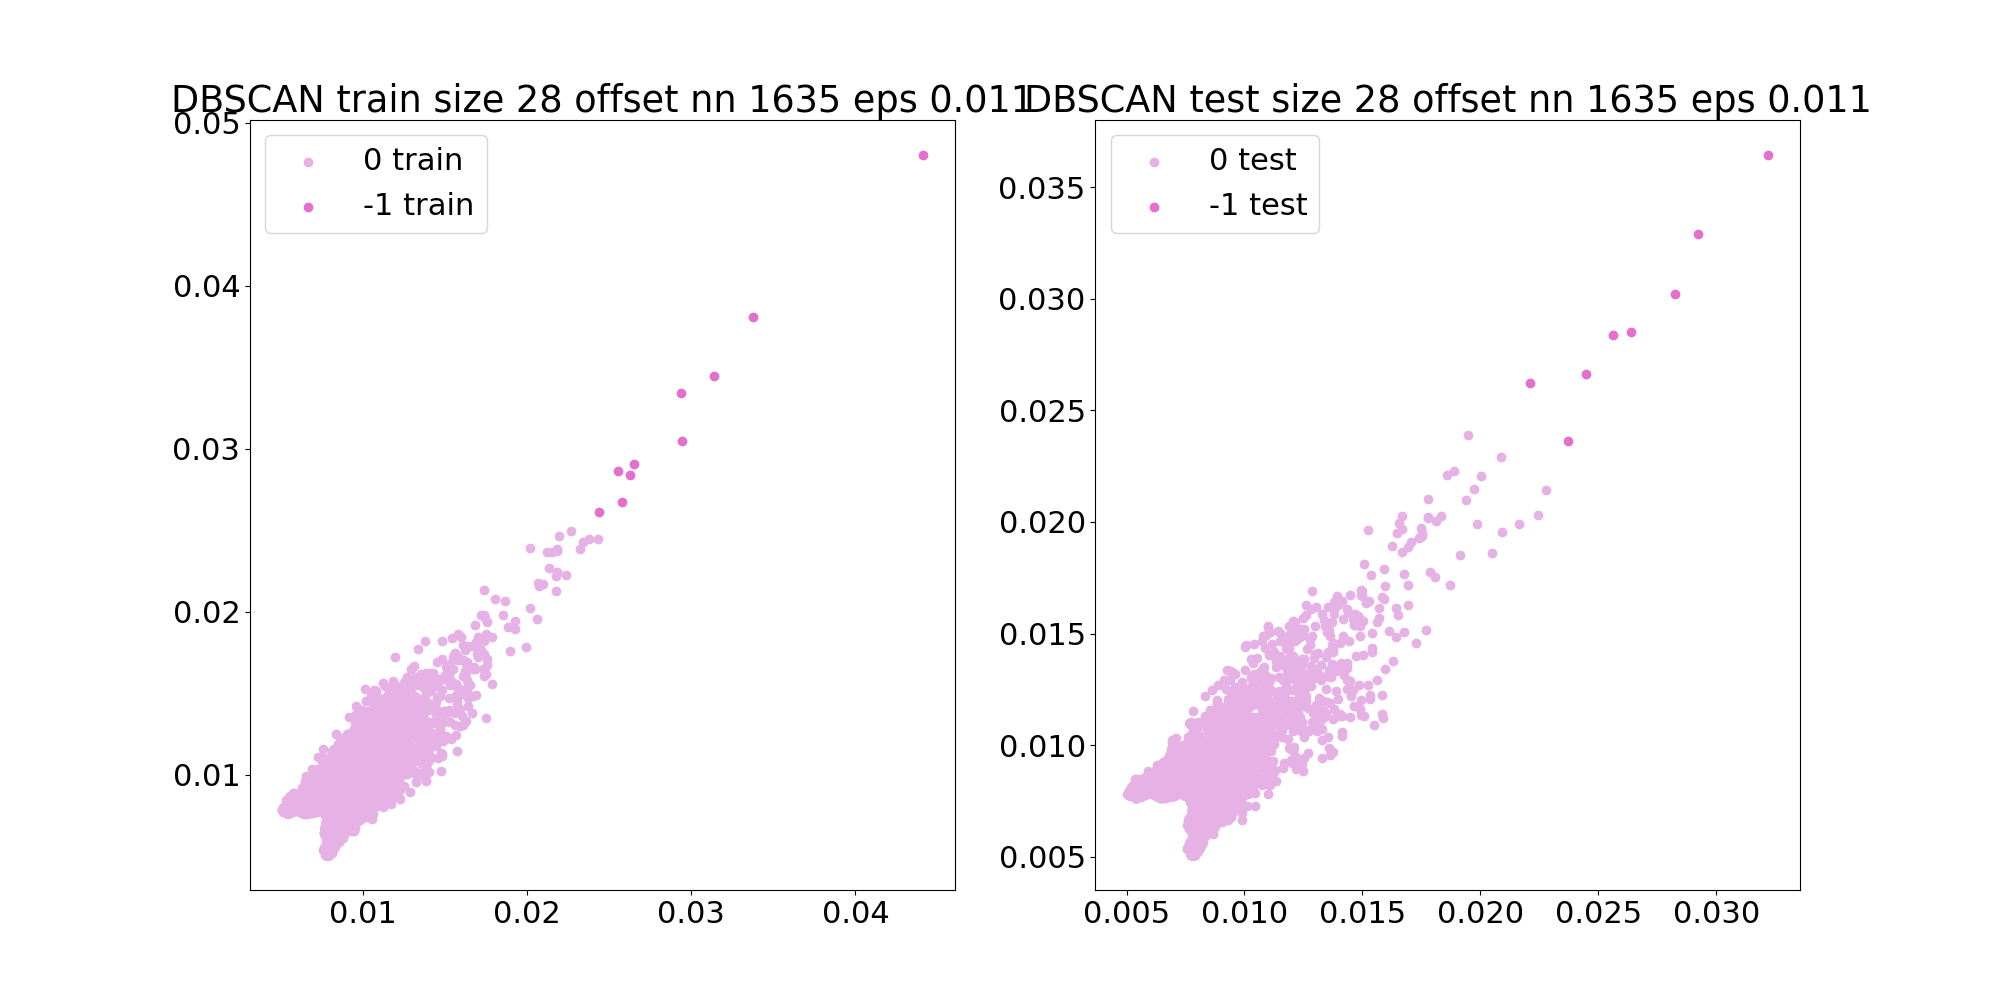 DBSCAN train size 28 offset nn 1635 eps 0.011
0 train
-1 train
0.05
0.04
0.03
0.02
0.01
0.01 0.02 0.03 0.04
DBSCAN test size 28 offset nn 1635 eps 0.011
0 test
-1 test
0.035
0.030
0.025
0.020
0.015
0.010
0.005
0.005 0.010 0.015 0.020 0.025 0.030